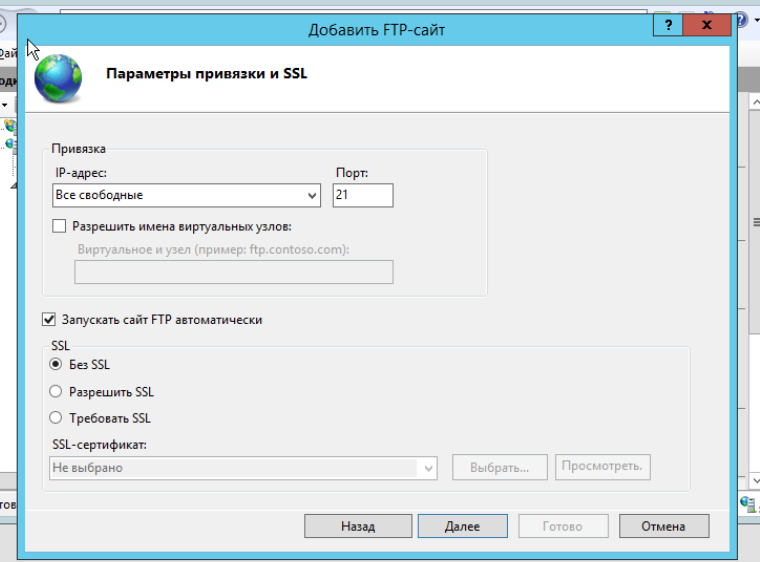 Добавить FTP-сайт
?
x
Параметры привязки и SSL
Привязка
IP-адрес:
Порт:
Все свободные
21
Разрешить имена виртуальных узлов:
Виртуальное и узел (пример: ftp.contoso.com):
Запускать сайт FTP автоматически
SSL
Без SSL
Разрешить SSL
Требовать SSL
SSL-сертификат:
Не выбрано
Выбрать...
Просмотреть.
Назад
Далее
Готово
Отмена